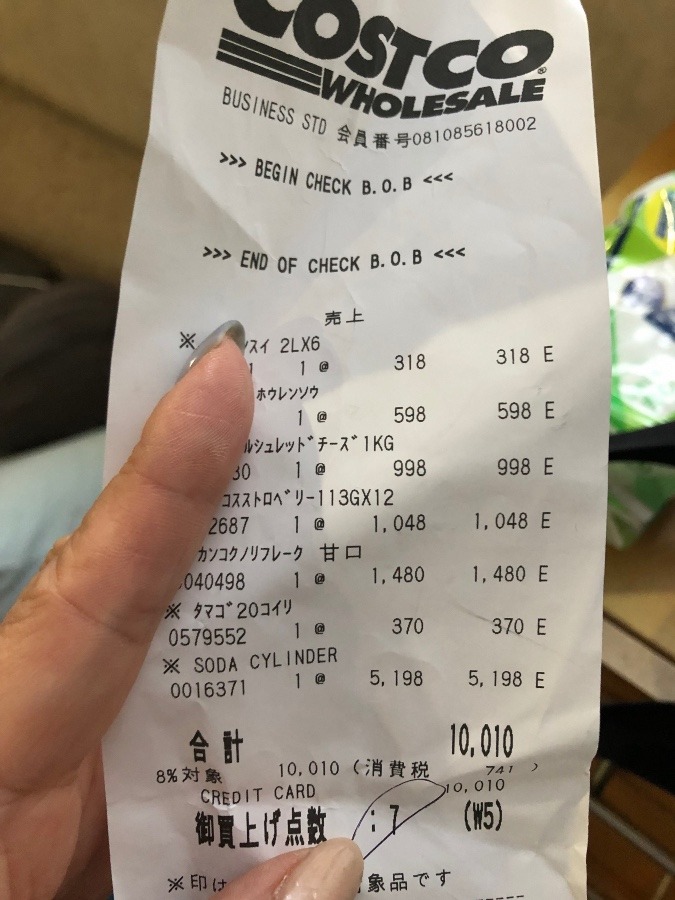 COSTCO
WHOLESALE
BUSINESS STD 会員番号081085618002
>>> BEGIN CHECK B.O.B <<<
>>> END OF CHECK B.O.B <<<
売上
※ ｽｲ 2LX6
1 1 @ 318 318 E
ﾎｳﾚﾝｿｳ
1 @ 598 598 E
ﾙｼｭﾚｯﾄﾞﾁｰｽﾞ1KG
30 1 @ 998 998 E
ｺｽｽﾄﾛﾍﾞﾘｰ113GX12
2687 1 @ 1,048 1,048 E
ｶﾝｺｸﾉﾘﾌﾚｰｸ 甘口
040498 1 @ 1,480 1,480 E
※ ﾀﾏｺﾞ20ｺｲﾘ
0579552 1 @ 370 370 E
※ SODA CYLINDER
0016371 1 @ 5,198 5,198 E
合計 10,010
8%対象 10,010 (消費税 741 )
CREDIT CARD 10,010
御買上げ点数 : 7 (W5)
※印は 象品です